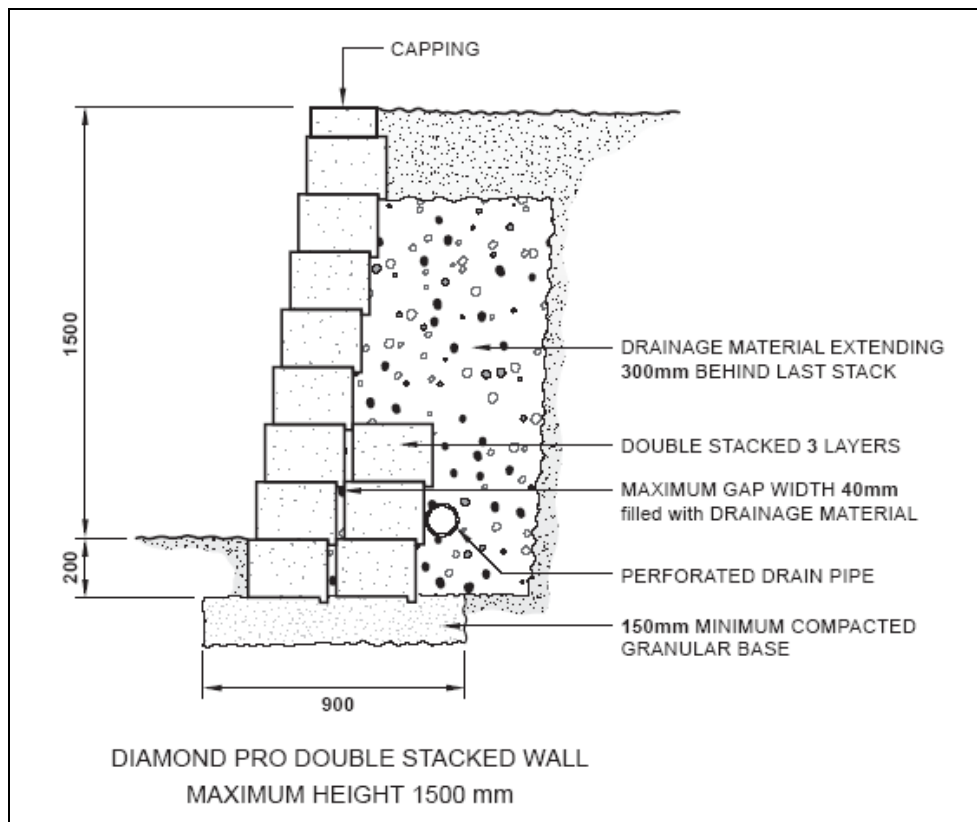 CAPPING
1500
DRAINAGE MATERIAL EXTENDING
300mm BEHIND LAST STACK
DOUBLE STACKED 3 LAYERS
MAXIMUM GAP WIDTH 40mm
filled with DRAINAGE MATERIAL
200
PERFORATED DRAIN PIPE
150mm MINIMUM COMPACTED
GRANULAR BASE
900
DIAMOND PRO DOUBLE STACKED WALL
MAXIMUM HEIGHT 1500 mm